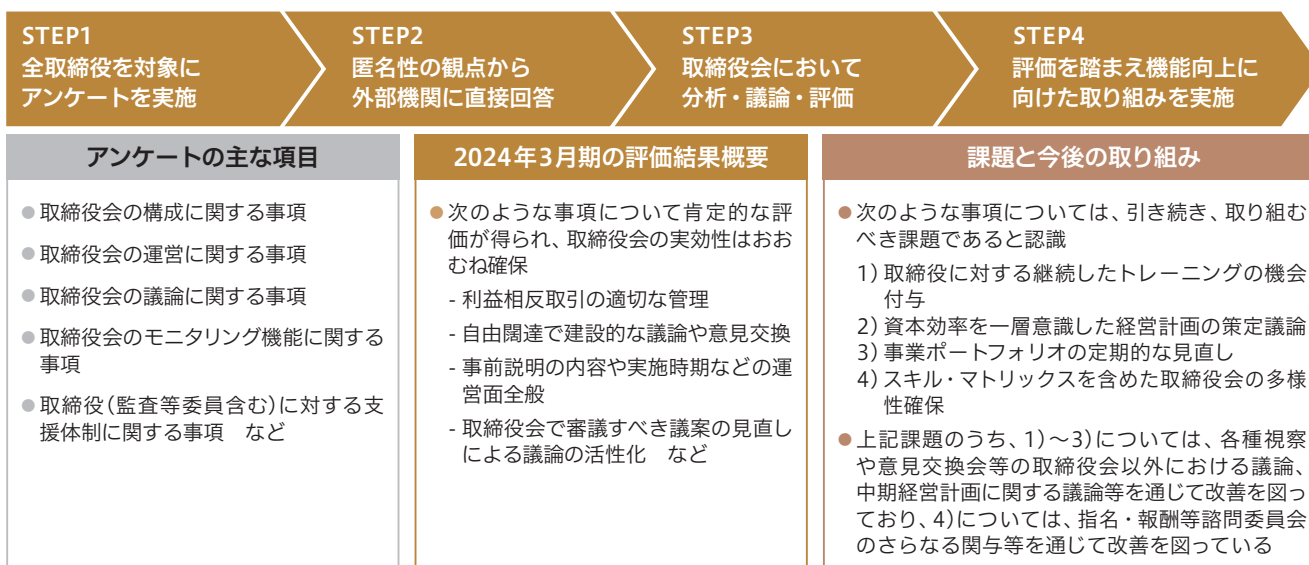 STEP1
全取締役を対象に
アンケートを実施
STEP2
匿名性の観点から
外部機関に直接回答
STEP3
取締役会において
分析・議論・評価
STEP4
評価を踏まえ機能向上に
向けた取り組みを実施
アンケートの主な項目
●取締役会の構成に関する事項
●取締役会の運営に関する事項
●取締役会の議論に関する事項
●取締役会のモニタリング機能に関する
事項
●取締役（監査等委員含む）に対する支
援体制に関する事項　など
2024年3月期の評価結果概要
●次のような事項について肯定的な評
価が得られ、取締役会の実効性はおお
むね確保
- 利益相反取引の適切な管理
- 自由闊達で建設的な議論や意見交換
- 事前説明の内容や実施時期などの運
営面全般
- 取締役会で審議すべき議案の見直し
による議論の活性化　など
課題と今後の取り組み
●次のような事項については、引き続き、取り組む
べき課題であると認識
1）取締役に対する継続したトレーニングの機会
付与
2）資本効率を一層意識した経営計画の策定議論
3）事業ポートフォリオの定期的な見直し
4）スキル・マトリックスを含めた取締役会の多様
性確保
●上記課題のうち、1）〜3）については、各種視察
や意見交換会等の取締役会以外における議論、
中期経営計画に関する議論等を通じて改善を図っ
ており、4）については、指名・報酬等諮問委員会
のさらなる関与等を通じて改善を図っている